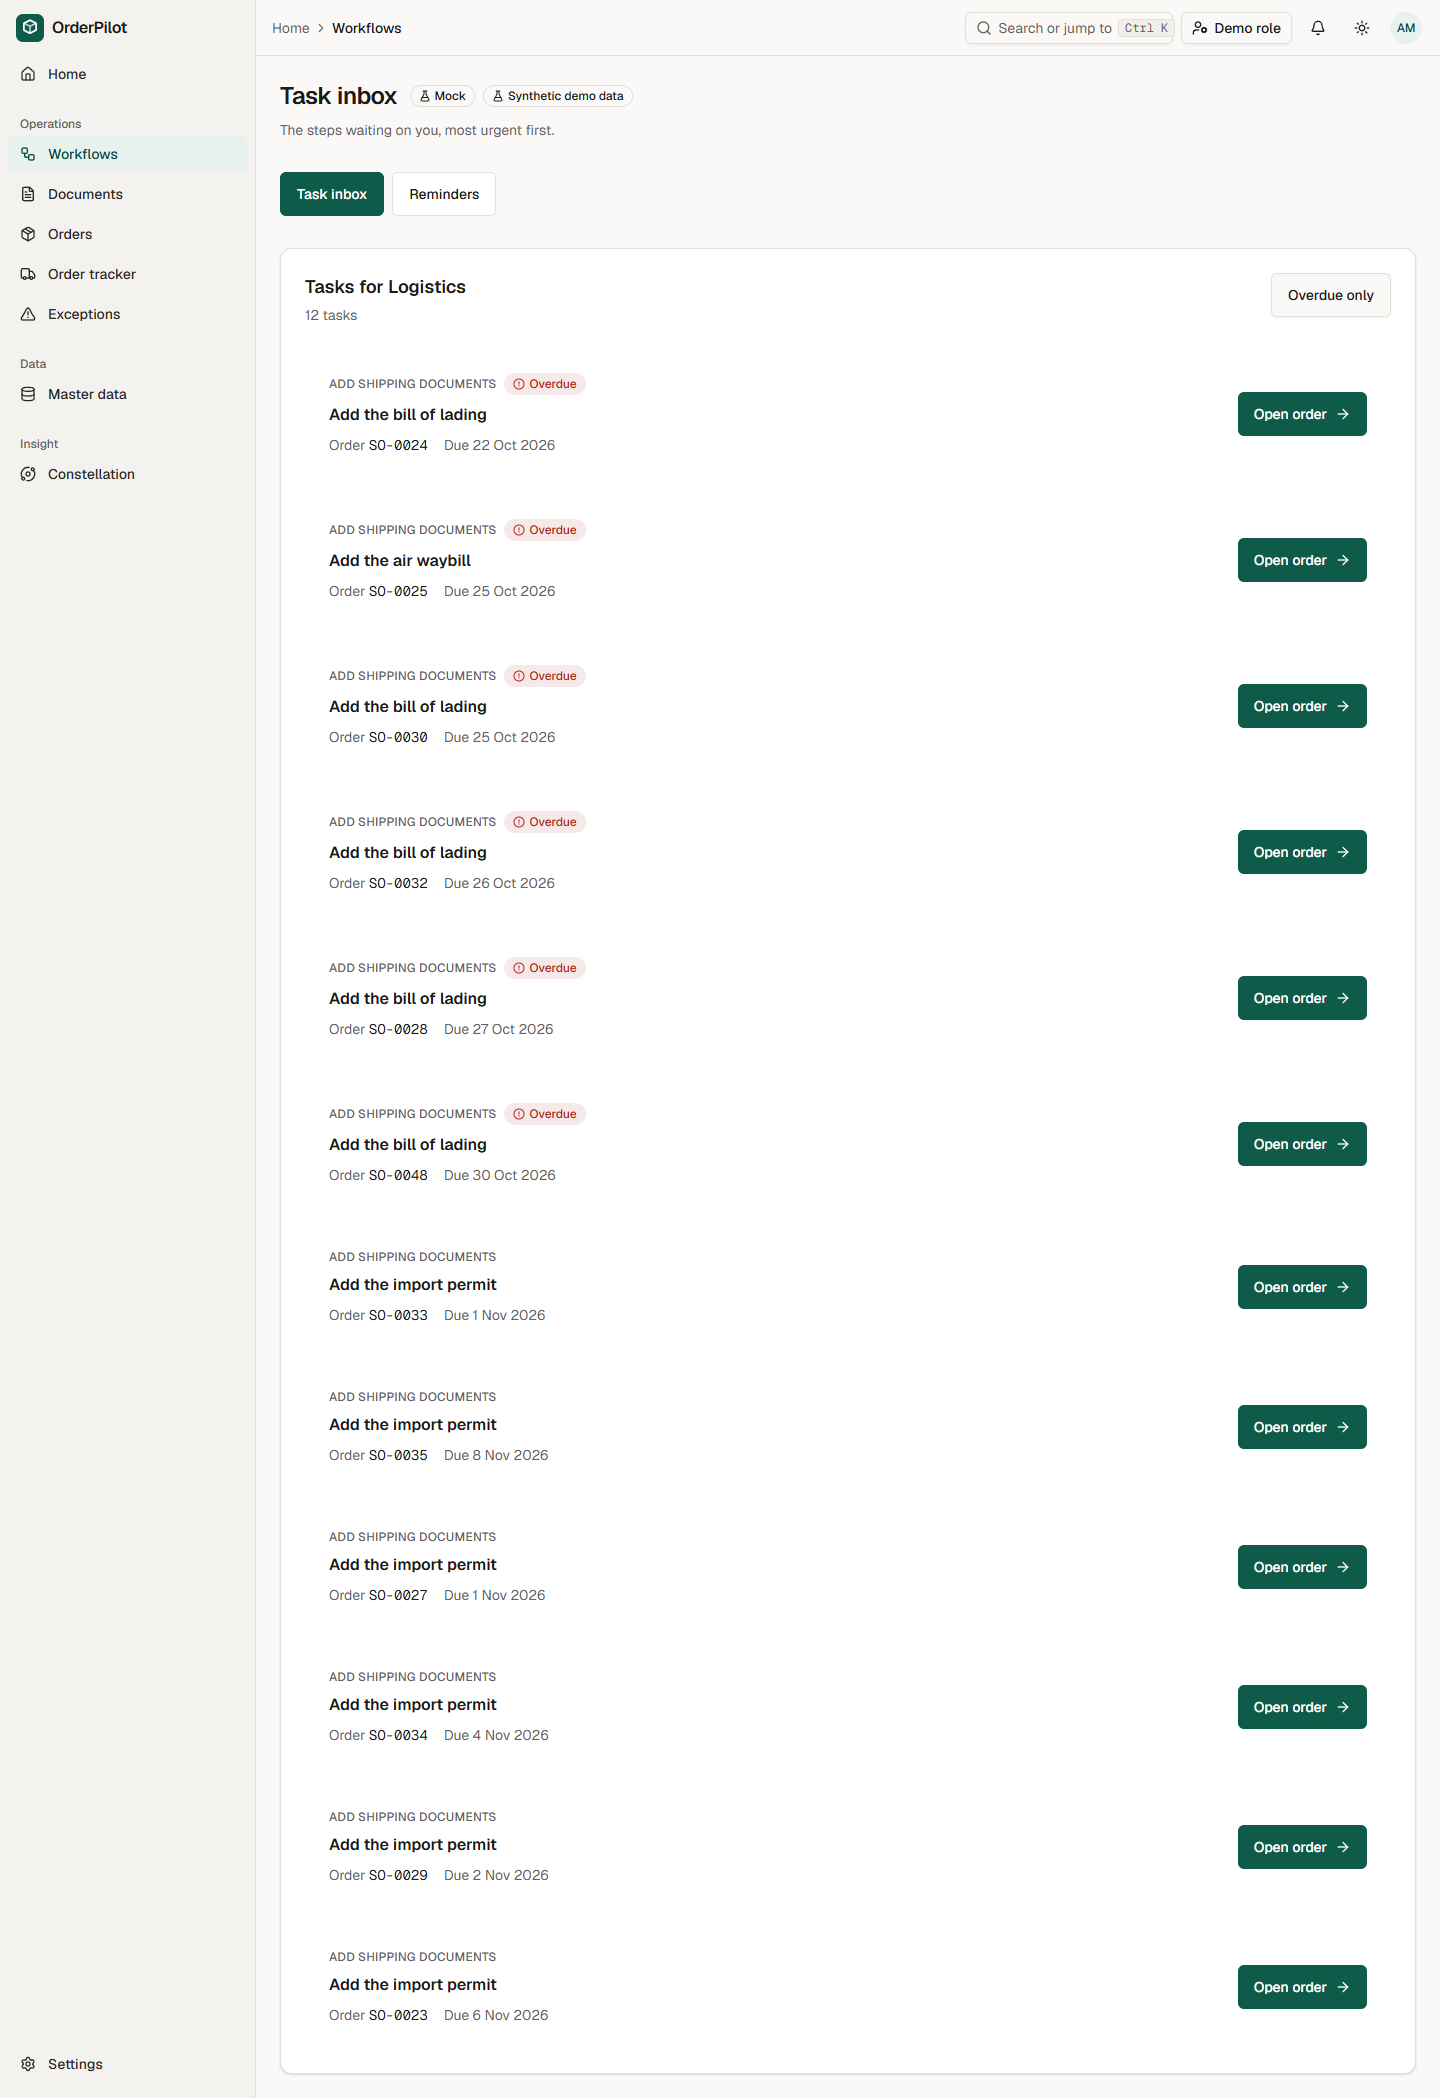 OrderPilot
Home
Operations
Workflows
Documents
Orders
Order tracker
Exceptions
Data
Master data
Insight
Constellation
Settings
Home > Workflows
Search or jump to Ctrl K
Demo role
AM
Task inbox Mock Synthetic demo data
The steps waiting on you, most urgent first.
Task inbox Reminders
Tasks for Logistics
12 tasks
Overdue only
ADD SHIPPING DOCUMENTS Overdue
Add the bill of lading
Order SO-0024 Due 22 Oct 2026
Open order
ADD SHIPPING DOCUMENTS Overdue
Add the air waybill
Order SO-0025 Due 25 Oct 2026
Open order
ADD SHIPPING DOCUMENTS Overdue
Add the bill of lading
Order SO-0030 Due 25 Oct 2026
Open order
ADD SHIPPING DOCUMENTS Overdue
Add the bill of lading
Order SO-0032 Due 26 Oct 2026
Open order
ADD SHIPPING DOCUMENTS Overdue
Add the bill of lading
Order SO-0028 Due 27 Oct 2026
Open order
ADD SHIPPING DOCUMENTS Overdue
Add the bill of lading
Order SO-0048 Due 30 Oct 2026
Open order
ADD SHIPPING DOCUMENTS
Add the import permit
Order SO-0033 Due 1 Nov 2026
Open order
ADD SHIPPING DOCUMENTS
Add the import permit
Order SO-0035 Due 8 Nov 2026
Open order
ADD SHIPPING DOCUMENTS
Add the import permit
Order SO-0027 Due 1 Nov 2026
Open order
ADD SHIPPING DOCUMENTS
Add the import permit
Order SO-0034 Due 4 Nov 2026
Open order
ADD SHIPPING DOCUMENTS
Add the import permit
Order SO-0029 Due 2 Nov 2026
Open order
ADD SHIPPING DOCUMENTS
Add the import permit
Order SO-0023 Due 6 Nov 2026
Open order